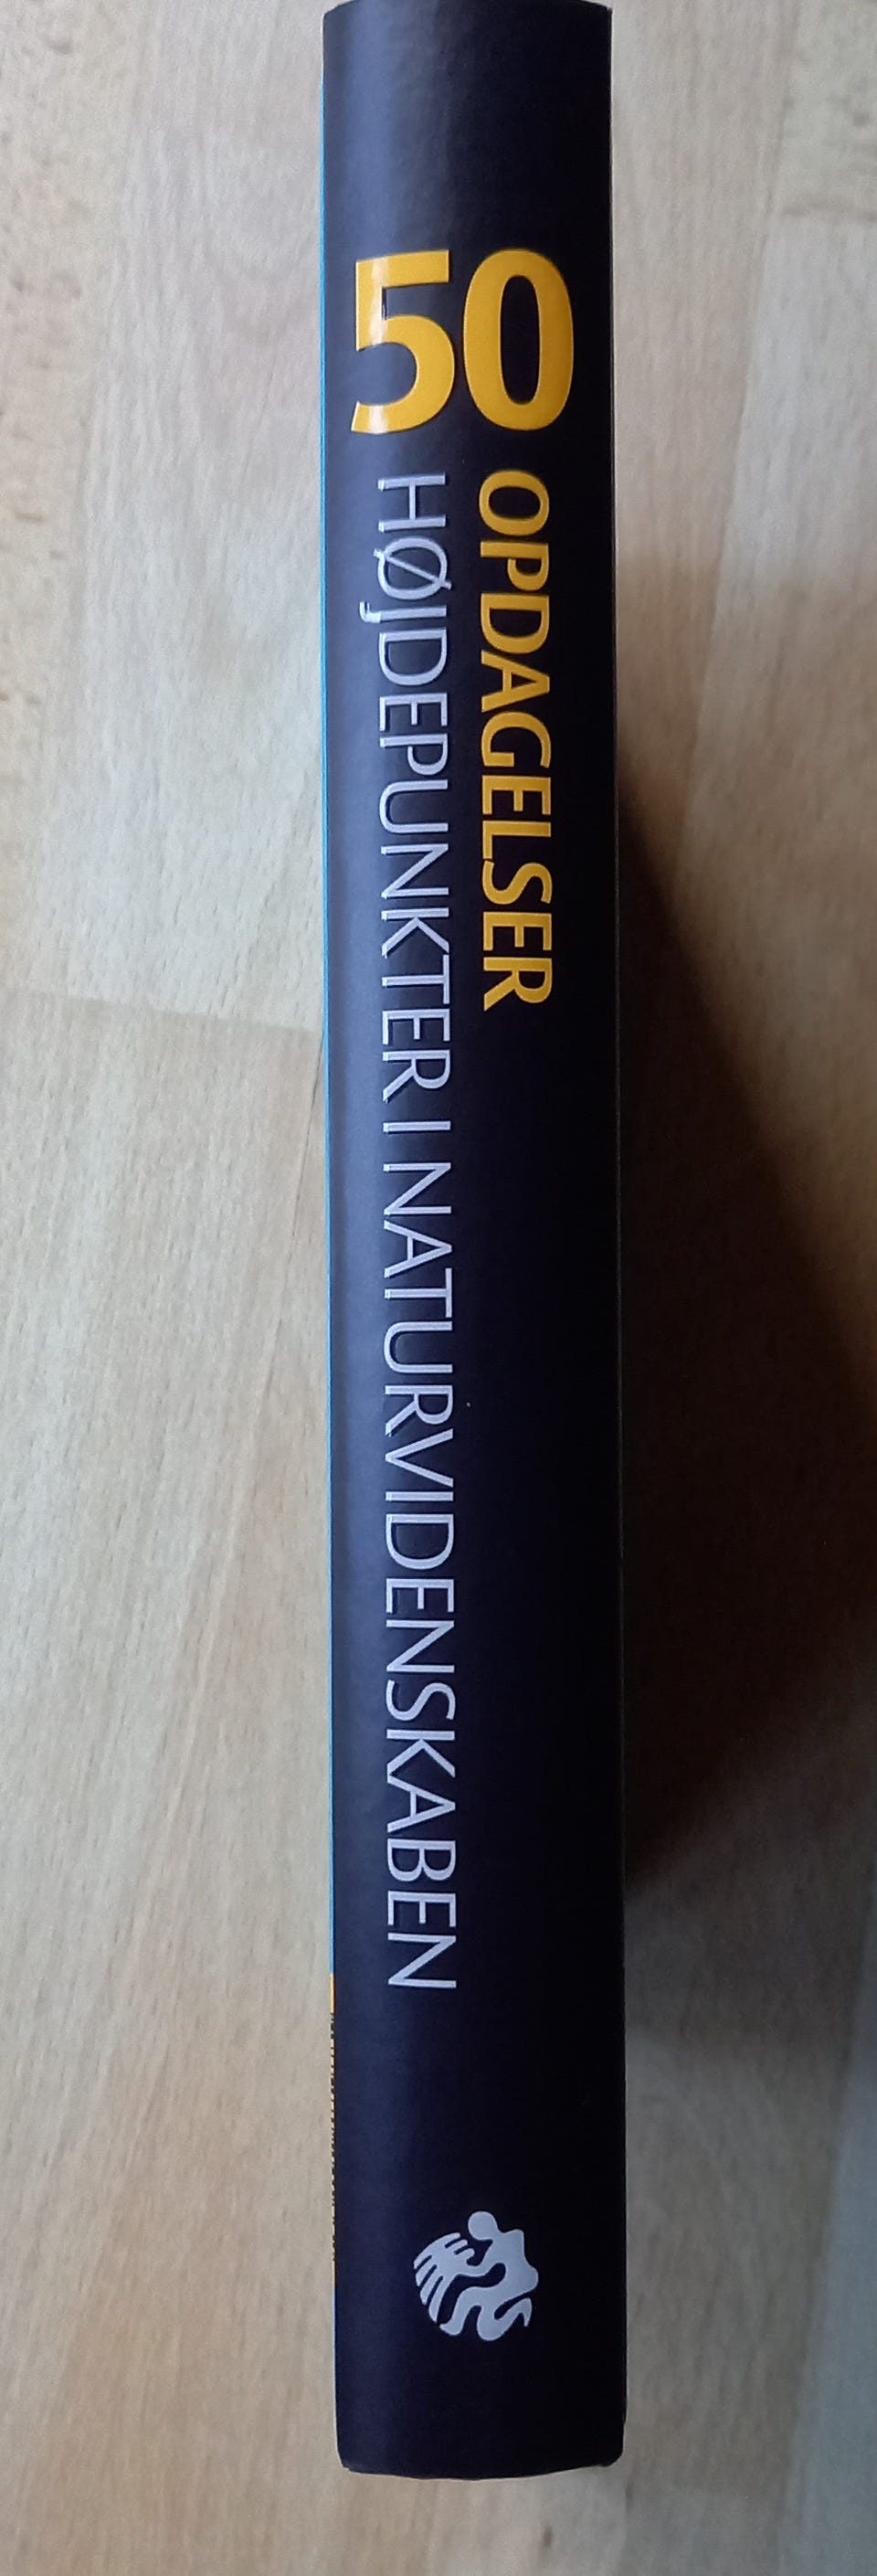 50
OPDAGELSER
HØJDEPUNKTER I NATURVIDENSKABEN